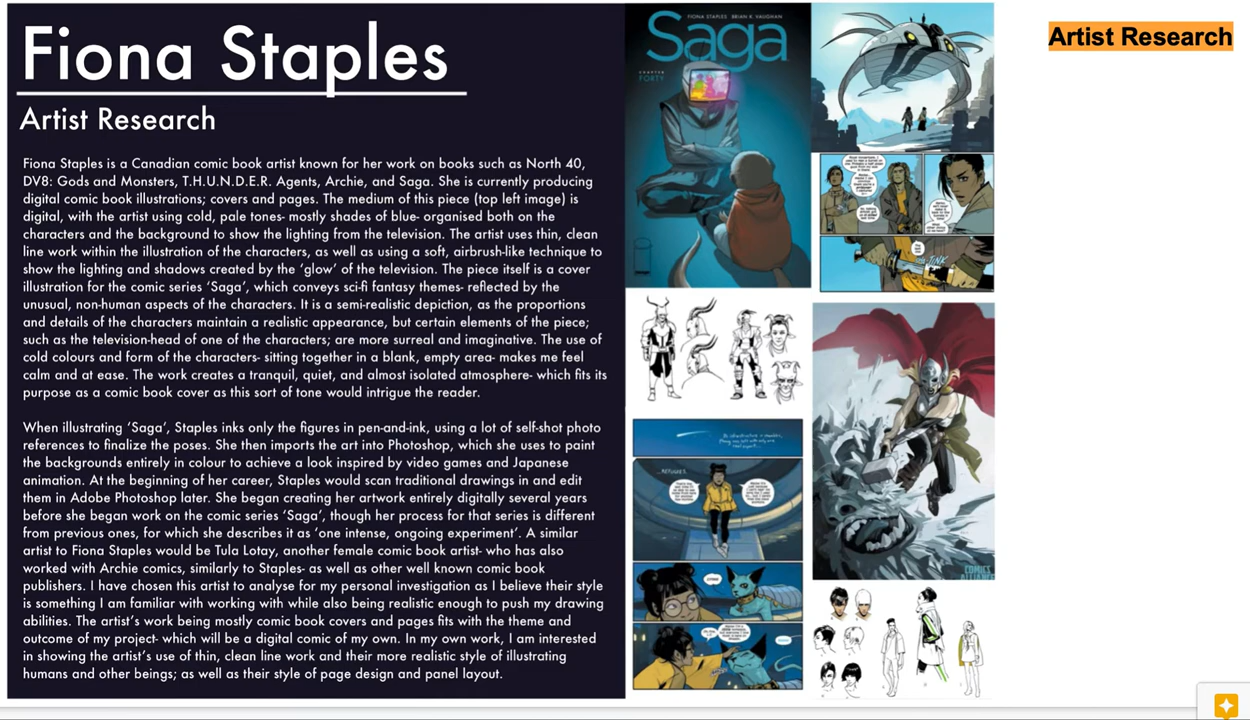 Fiona Staples
Artist Research
Fiona Staples is a Canadian comic book artist known for her work on books such as North 40,
DV8: Gods and Monsters, T.H.U.N.D.E.R. Agents, Archie, and Saga. She is currently producing
digital comic book illustrations; covers and pages. The medium of this piece (top left image) is
digital, with the artist using cold, pale tones- mostly shades of blue- organised both on the
characters and the background to show the lighting from the television. The artist uses thin, clean
line work within the illustration of the characters, as well as using a soft, airbrush-like technique to
show the lighting and shadows created by the ‘glow’ of the television. The piece itself is a cover
illustration for the comic series ‘Saga’, which conveys sci-fi fantasy themes- reflected by the
unusual, non-human aspects of the characters. It is a semi-realistic depiction, as the proportions
and details of the characters maintain a realistic appearance, but certain elements of the piece;
such as the television-head of one of the characters; are more surreal and imaginative. The use of
cold colours and form of the characters- sitting together in a blank, empty area- makes me feel
calm and at ease. The work creates a tranquil, quiet, and almost isolated atmosphere- which fits its
purpose as a comic book cover as this sort of tone would intrigue the reader.
When illustrating ‘Saga’, Staples inks only the figures in pen-and-ink, using a lot of self-shot photo
references to finalize the poses. She then imports the art into Photoshop, which she uses to paint
the backgrounds entirely in colour to achieve a look inspired by video games and Japanese
animation. At the beginning of her career, Staples would scan traditional drawings in and edit
them in Adobe Photoshop later. She began creating her artwork entirely digitally several years
before she began work on the comic series ‘Saga’, though her process for that series is different
from previous ones, for which she describes it as ‘one intense, ongoing experiment’. A similar
artist to Fiona Staples would be Tula Lotay, another female comic book artist- who has also
worked with Archie comics, similarly to Staples- as well as other well known comic book
publishers. I have chosen this artist to analyse for my personal investigation as I believe their style
is something I am familiar with working with while also being realistic enough to push my drawing
abilities. The artist’s work being mostly comic book covers and pages fits with the theme and
outcome of my project- which will be a digital comic of my own. In my own work, I am interested
in showing the artist’s use of thin, clean line work and their more realistic style of illustrating
humans and other beings; as well as their style of page design and panel layout.
FIONA STAPLES BRIAN K. VAUGHAN
Saga
CHAPTER
FORTY
TINK
...REFUGEES.
COMICS
ALLIANCE
Artist Research